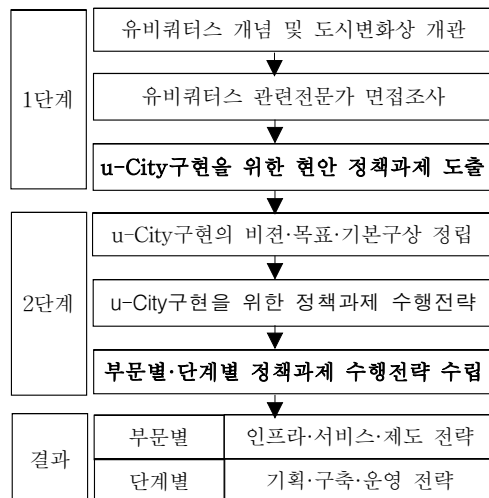 유비쿼터스 개념 및 도시변화상 개관
1단계
유비쿼터스 관련전문가 면접조사
u-City구현을 위한 현안 정책과제 도출
u-City구현의 비젼·목표·기본구상 정립
2단계
u-City구현을 위한 정책과제 수행전략
부문별·단계별 정책과제 수행전략 수립
결과
부문별 인프라·서비스·제도 전략
단계별 기획·구축·운영 전략